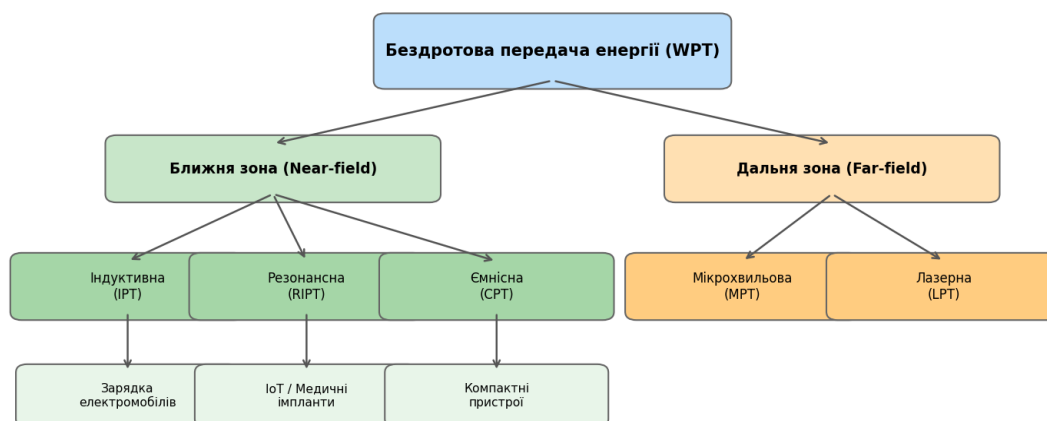 Бездротова передача енергії (WPT)
Ближня зона (Near-field)
Дальня зона (Far-field)
Індуктивна
(IPT)
Резонансна
(RIPT)
Ємнісна
(CPT)
Мікрохвильова
(MPT)
Лазерна
(LPT)
Зарядка
електромобілів
IoT / Медичні
імпланти
Компактні
пристрої